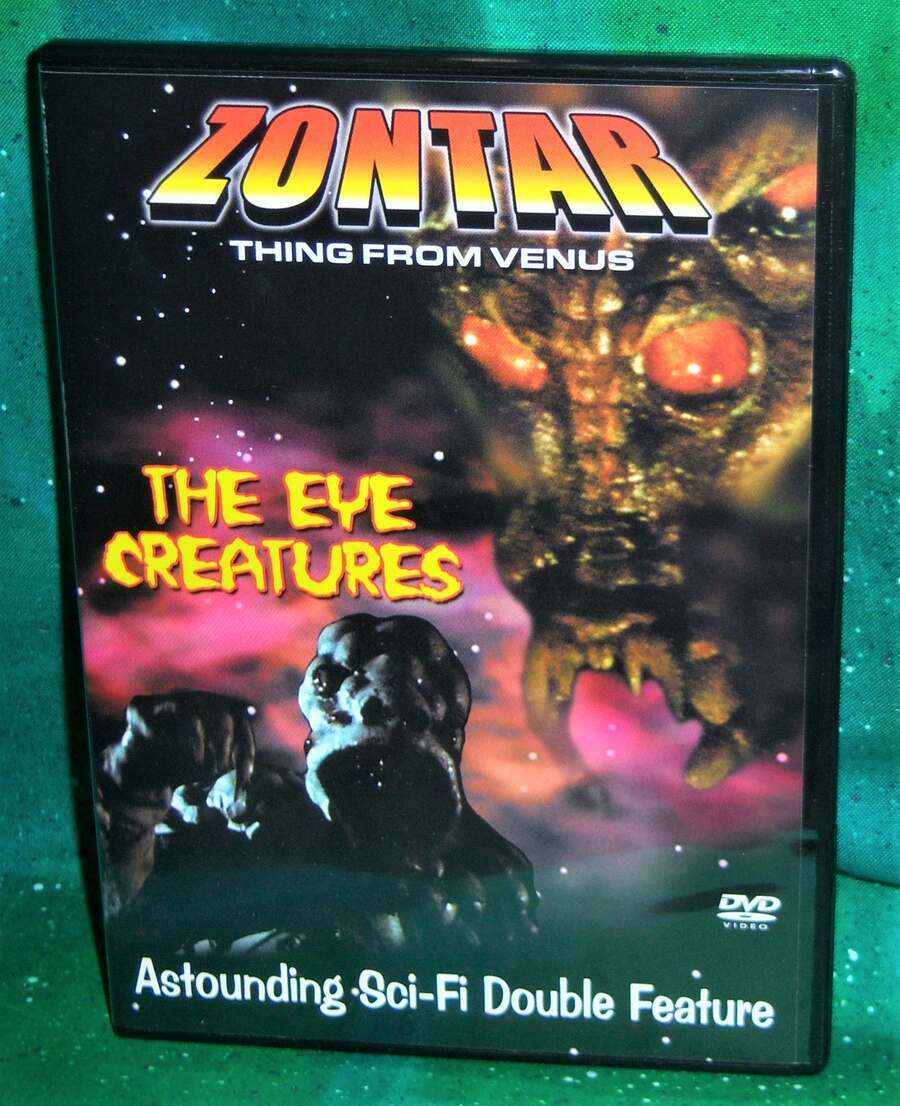 ZONTAR
THING FROM VENUS
THE EYE
CREATURES
DVD
VIDEO
Astounding Sci-Fi Double Feature